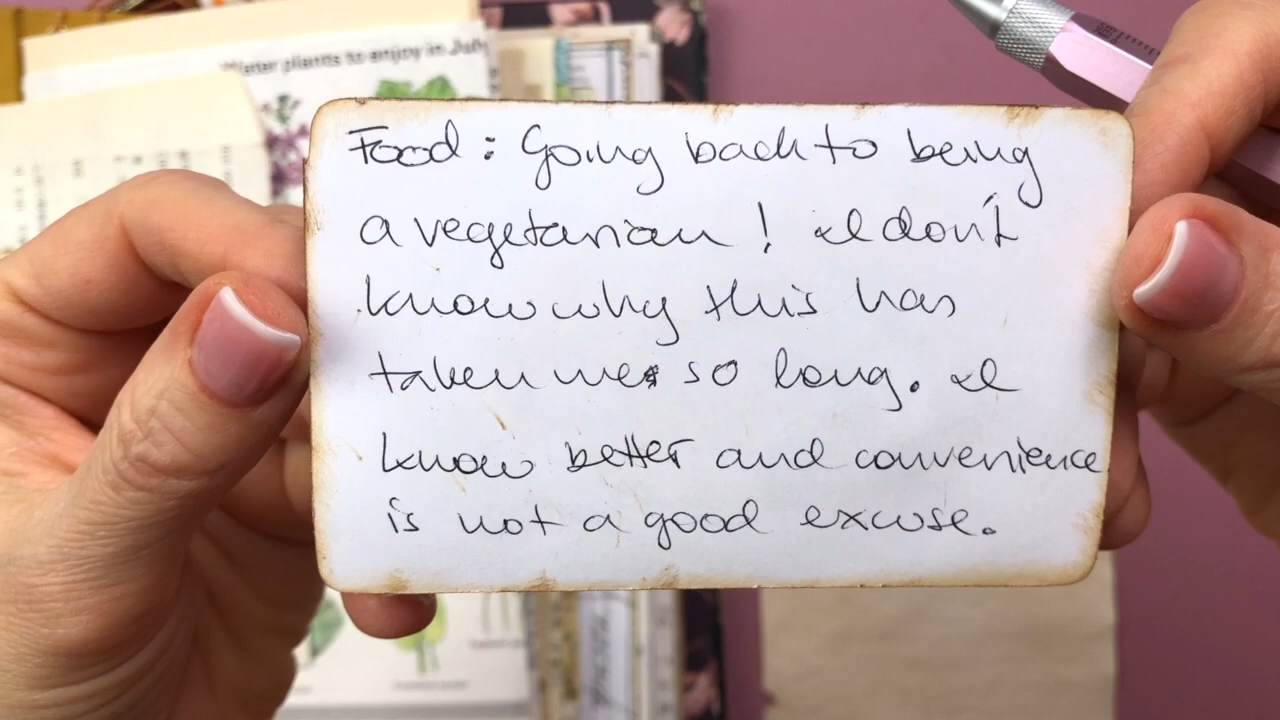 Water plants to enjoy in July
Food : Going back to being
a vegetarian ! I don't
know why this has
taken me so long. I
know better and convenience
is not a good excuse.